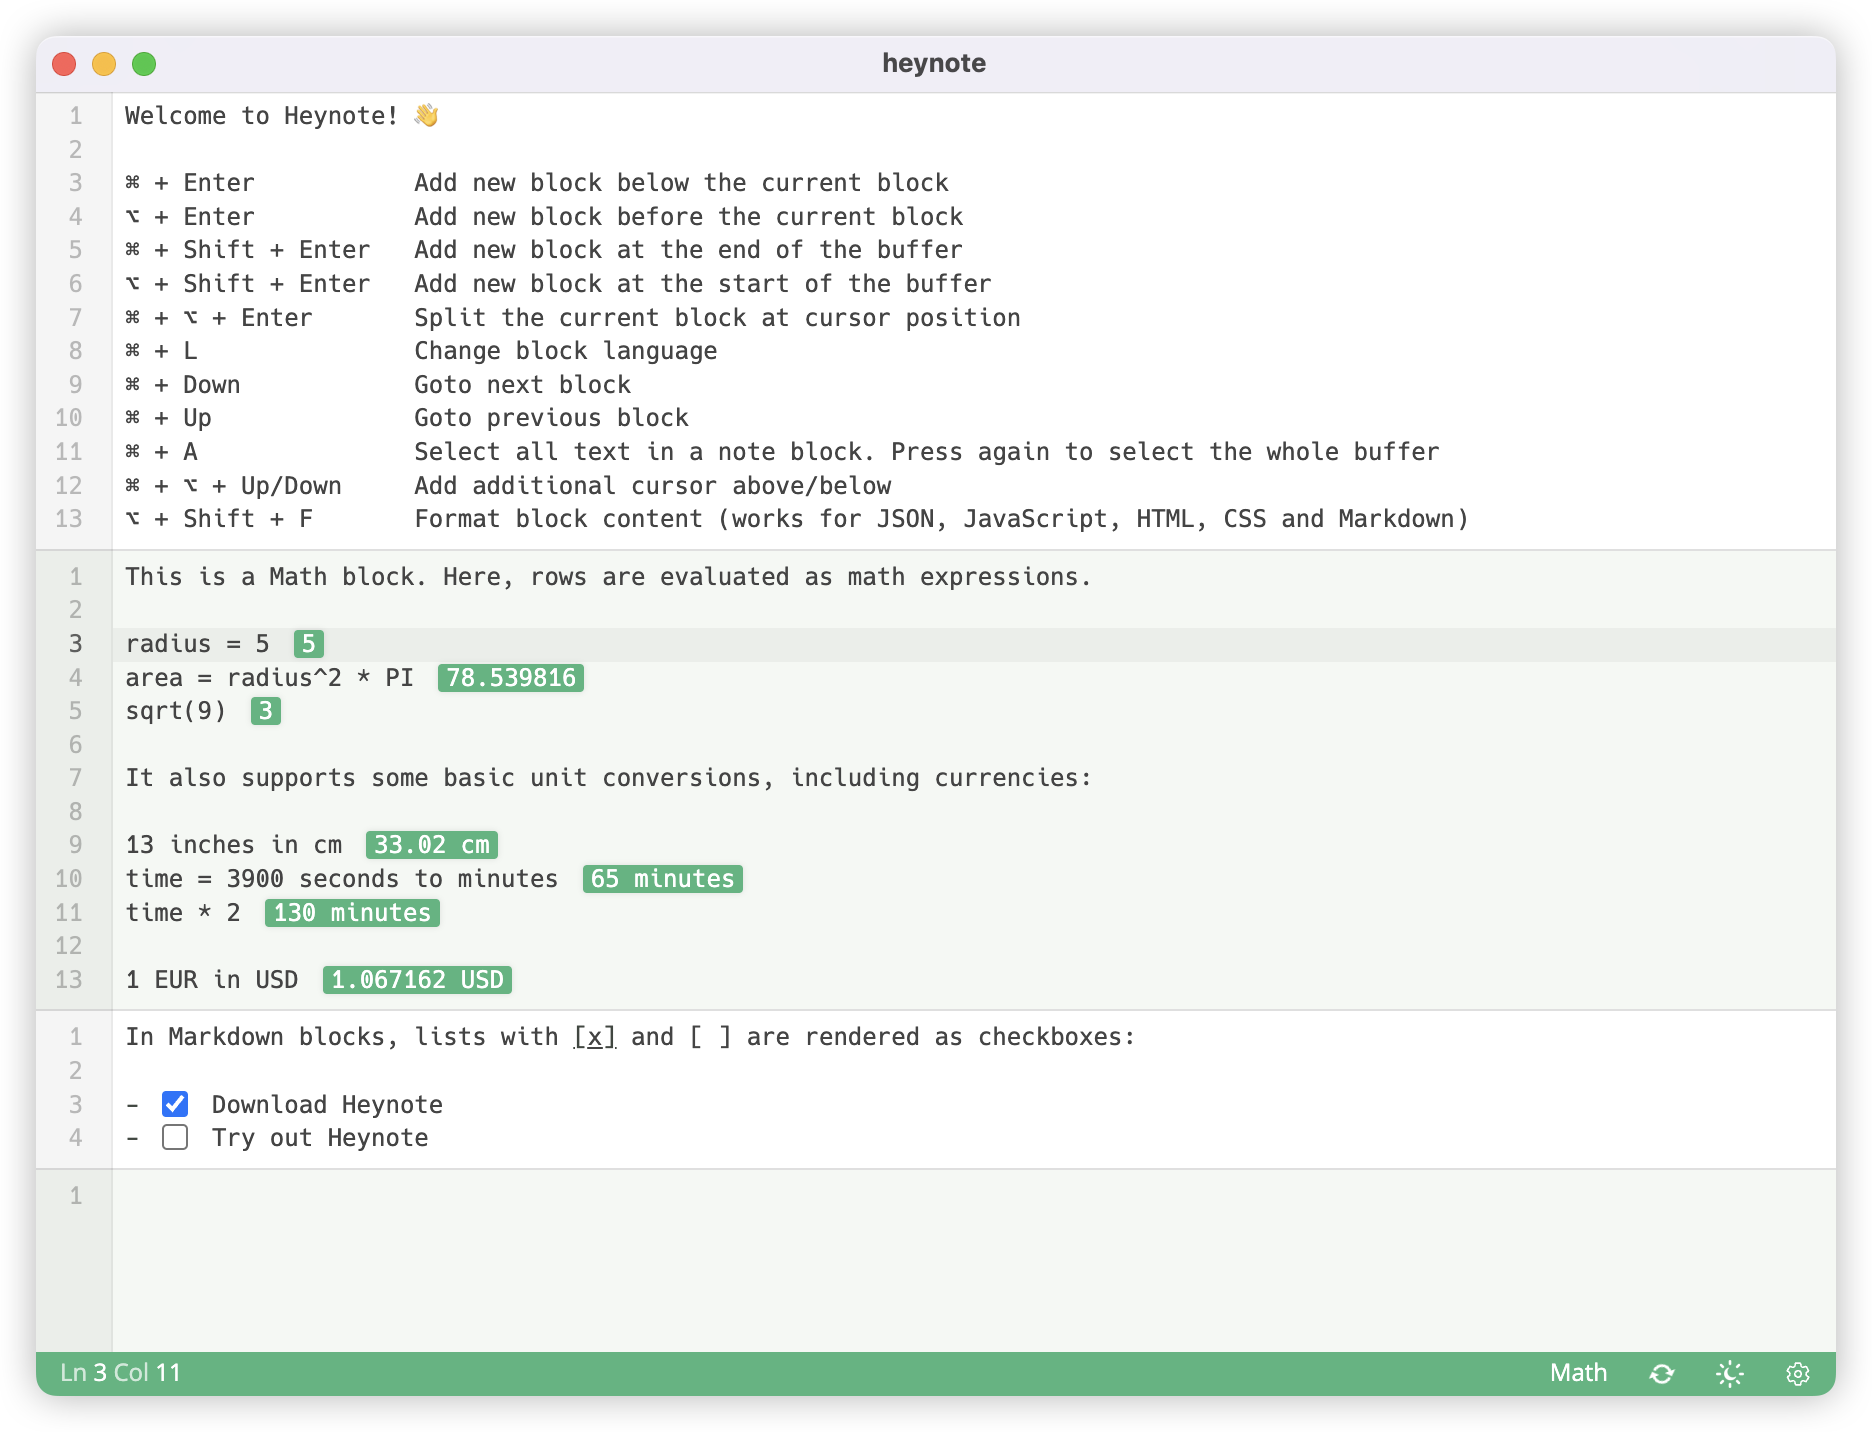 heynote
1 Welcome to Heynote! 👋
2
3 ⌘ + Enter Add new block below the current block
4 ⌥ + Enter Add new block before the current block
5 ⌘ + Shift + Enter Add new block at the end of the buffer
6 ⌥ + Shift + Enter Add new block at the start of the buffer
7 ⌘ + ⌥ + Enter Split the current block at cursor position
8 ⌘ + L Change block language
9 ⌘ + Down Goto next block
10 ⌘ + Up Goto previous block
11 ⌘ + A Select all text in a note block. Press again to select the whole buffer
12 ⌘ + ⌥ + Up/Down Add additional cursor above/below
13 ⌥ + Shift + F Format block content (works for JSON, JavaScript, HTML, CSS and Markdown)
1 This is a Math block. Here, rows are evaluated as math expressions.
2
3 radius = 5 5
4 area = radius^2 * PI 78.539816
5 sqrt(9) 3
6
7 It also supports some basic unit conversions, including currencies:
8
9 13 inches in cm 33.02 cm
10 time = 3900 seconds to minutes 65 minutes
11 time * 2 130 minutes
12
13 1 EUR in USD 1.067162 USD
1 In Markdown blocks, lists with [x] and [ ] are rendered as checkboxes:
2
3 - Download Heynote
4 - Try out Heynote
1
Ln 3 Col 11 Math